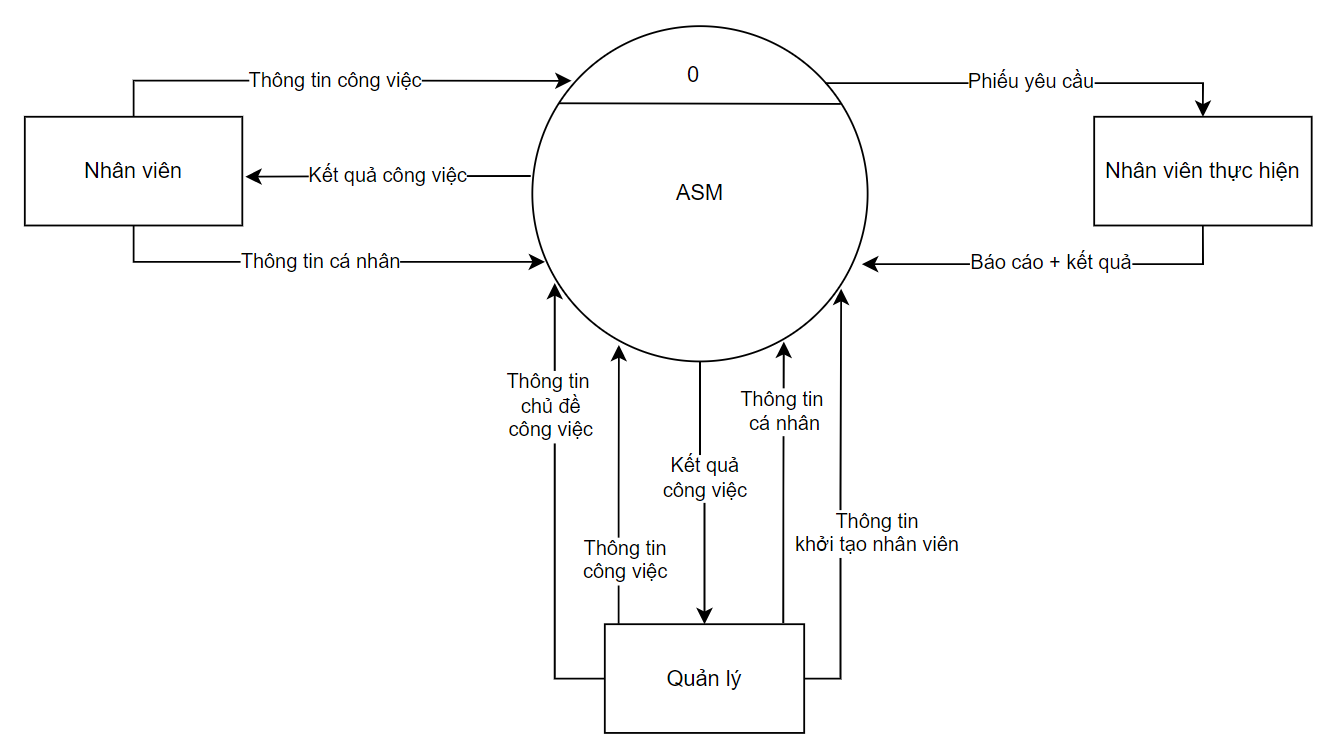 0
Thông tin công việc
Phiếu yêu cầu
Nhân viên
Kết quả công việc
ASM
Nhân viên thực hiện
Thông tin cá nhân
Báo cáo + kết quả
Thông tin
chủ đề
công việc
Thông tin
cá nhân
Kết quả
công việc
Thông tin
công việc
Thông tin
khởi tạo nhân viên
Quản lý